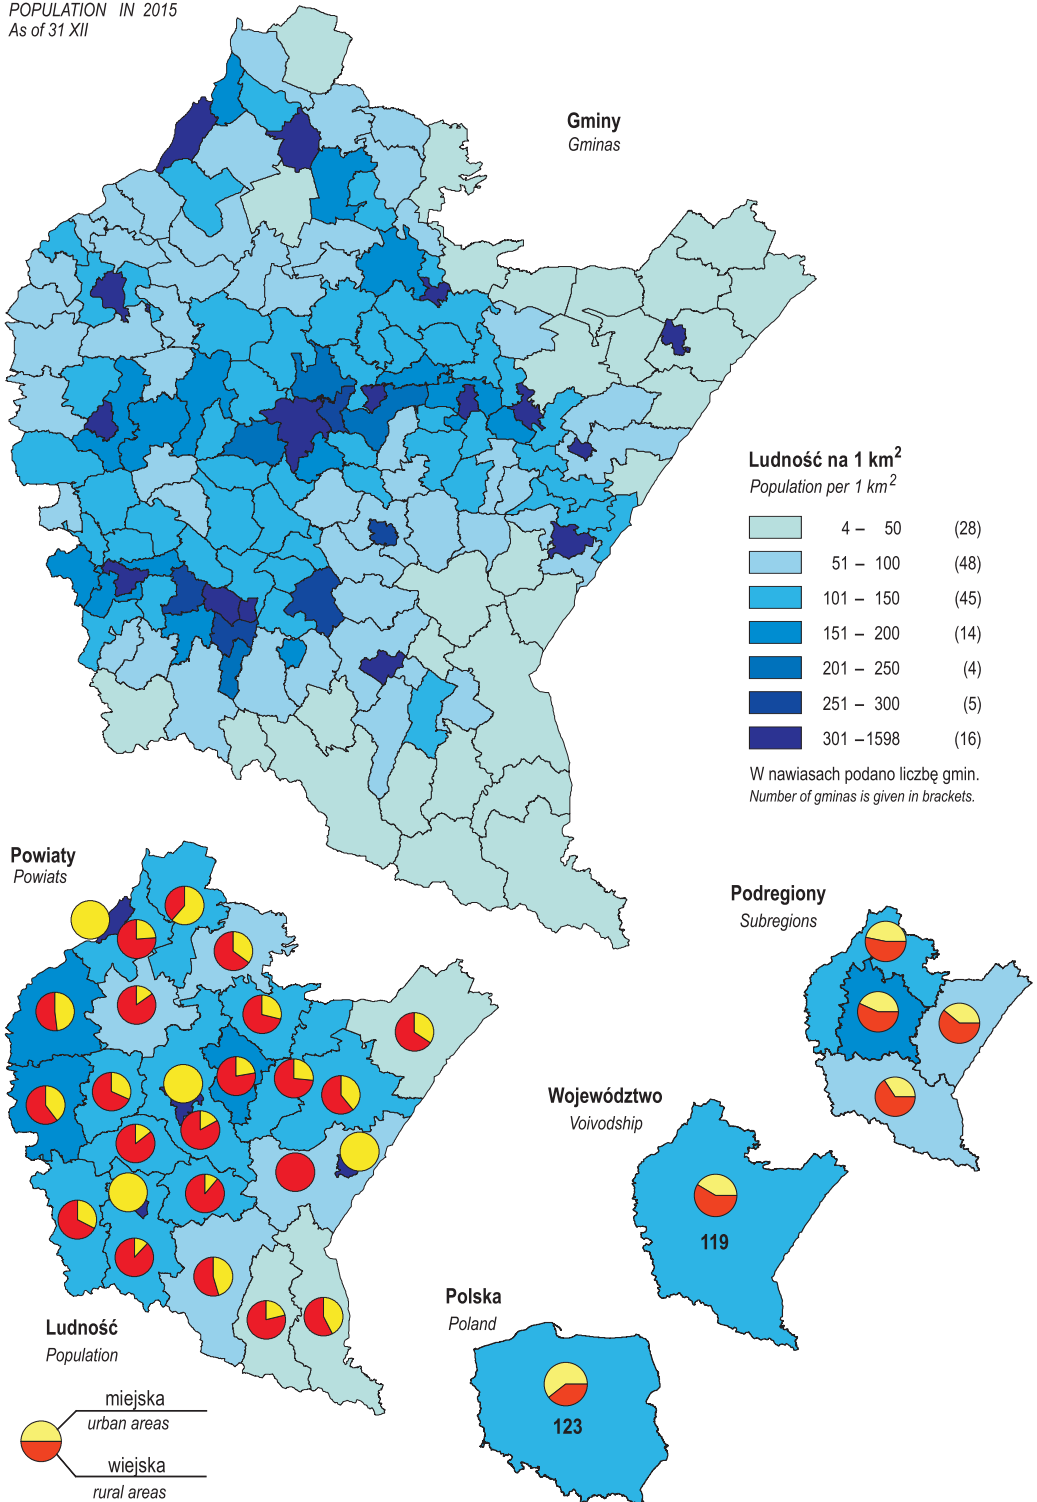 POPULATION IN 2015
As of 31 XII
Gminy
Gminas
Ludność na 1 km²
Population per 1 km²
4 – 50 (28)
51 – 100 (48)
101 – 150 (45)
151 – 200 (14)
201 – 250 (4)
251 – 300 (5)
301 –1598 (16)
W nawiasach podano liczbę gmin.
Number of gminas is given in brackets.
Powiaty
Powiats
Podregiony
Subregions
Województwo
Voivodship
119
Polska
Poland
123
Ludność
Population
miejska
urban areas
wiejska
rural areas